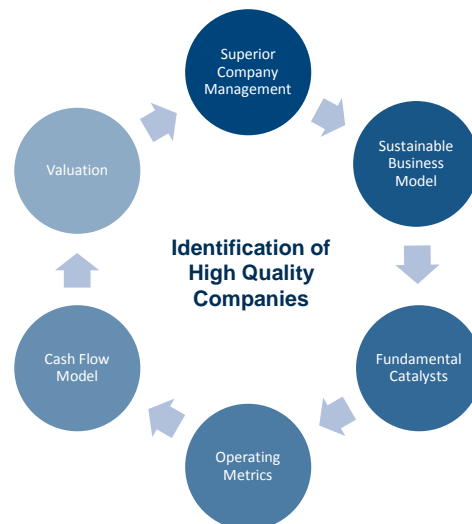 Superior
Company
Management
Sustainable
Business
Model
Fundamental
Catalysts
Operating
Metrics
Cash Flow
Model
Valuation
Identification of
High Quality
Companies